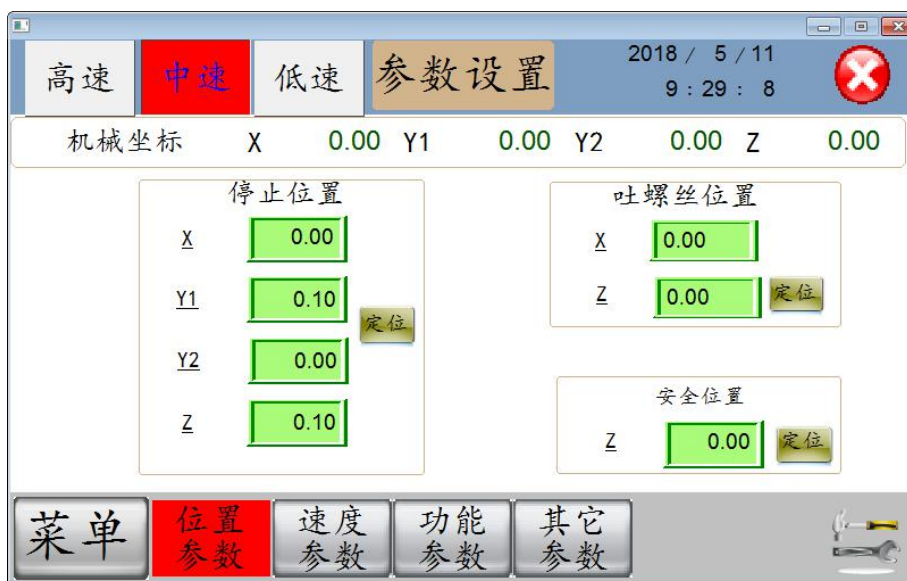 高速 中速 低速 参数设置 2018 / 5 / 11
9 : 29 : 8
机械坐标 X 0.00 Y1 0.00 Y2 0.00 Z 0.00
停止位置
X 0.00
Y1 0.10
定位
Y2 0.00
Z 0.10
吐螺丝位置
X 0.00
Z 0.00 定位
安全位置
Z 0.00 定位
菜单
位置
参数
速度
参数
功能
参数
其它
参数